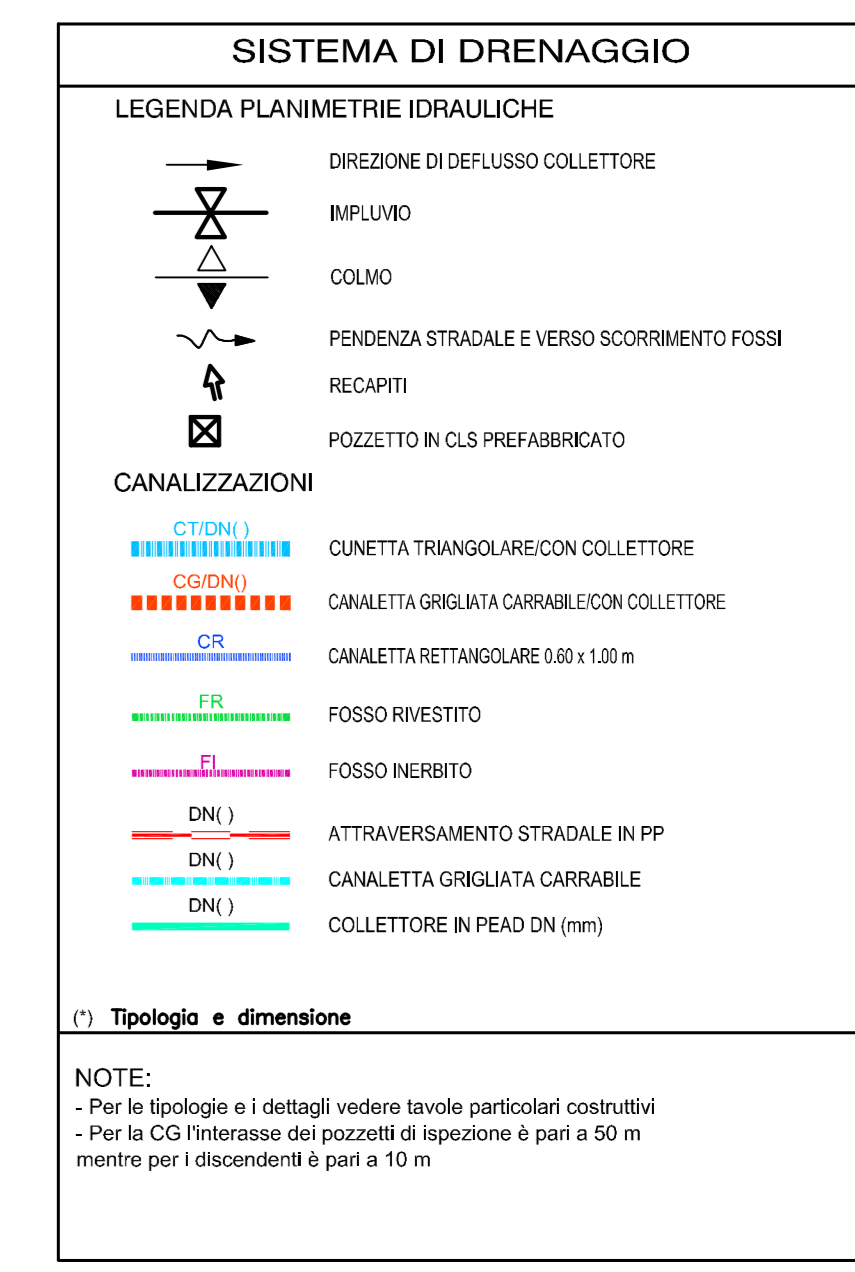 SISTEMA DI DRENAGGIO
LEGENDA PLANIMETRIE IDRAULICHE
DIREZIONE DI DEFLUSSO COLLETTORE
IMPLUVIO
COLMO
PENDENZA STRADALE E VERSO SCORRIMENTO FOSSI
RECAPITI
POZZETTO IN CLS PREFABBRICATO
CANALIZZAZIONI
CT/DN( )
CUNETTA TRIANGOLARE/CON COLLETTORE
CG/DN()
CANALETTA GRIGLIATA CARRABILE/CON COLLETTORE
CR
CANALETTA RETTANGOLARE 0.60 x 1.00 m
FR
FOSSO RIVESTITO
FI
FOSSO INERBITO
DN( )
ATTRAVERSAMENTO STRADALE IN PP
DN( )
CANALETTA GRIGLIATA CARRABILE
DN( )
COLLETTORE IN PEAD DN (mm)
(*) Tipologia e dimensione
NOTE:
- Per le tipologie e i dettagli vedere tavole particolari costruttivi
- Per la CG l'interasse dei pozzetti di ispezione è pari a 50 m
mentre per i discendenti è pari a 10 m